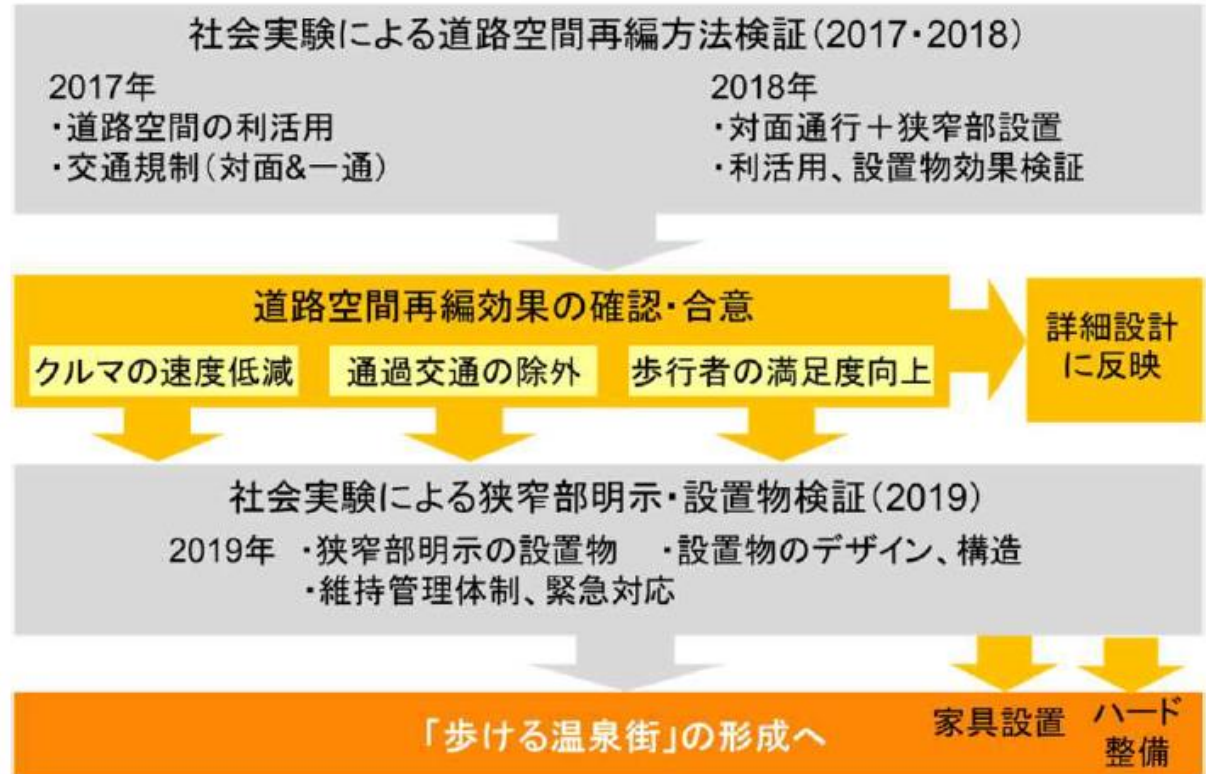 社会実験による道路空間再編方法検証(2017・2018)
2017年
・道路空間の利活用
・交通規制(対面&一通)
2018年
・対面通行＋狭窄部設置
・利活用、設置物効果検証
道路空間再編効果の確認・合意
クルマの速度低減
通過交通の除外
歩行者の満足度向上
詳細設計
に反映
社会実験による狭窄部明示・設置物検証(2019)
2019年 ・狭窄部明示の設置物 ・設置物のデザイン、構造
・維持管理体制、緊急対応
「歩ける温泉街」の形成へ
家具設置
ハード
整備